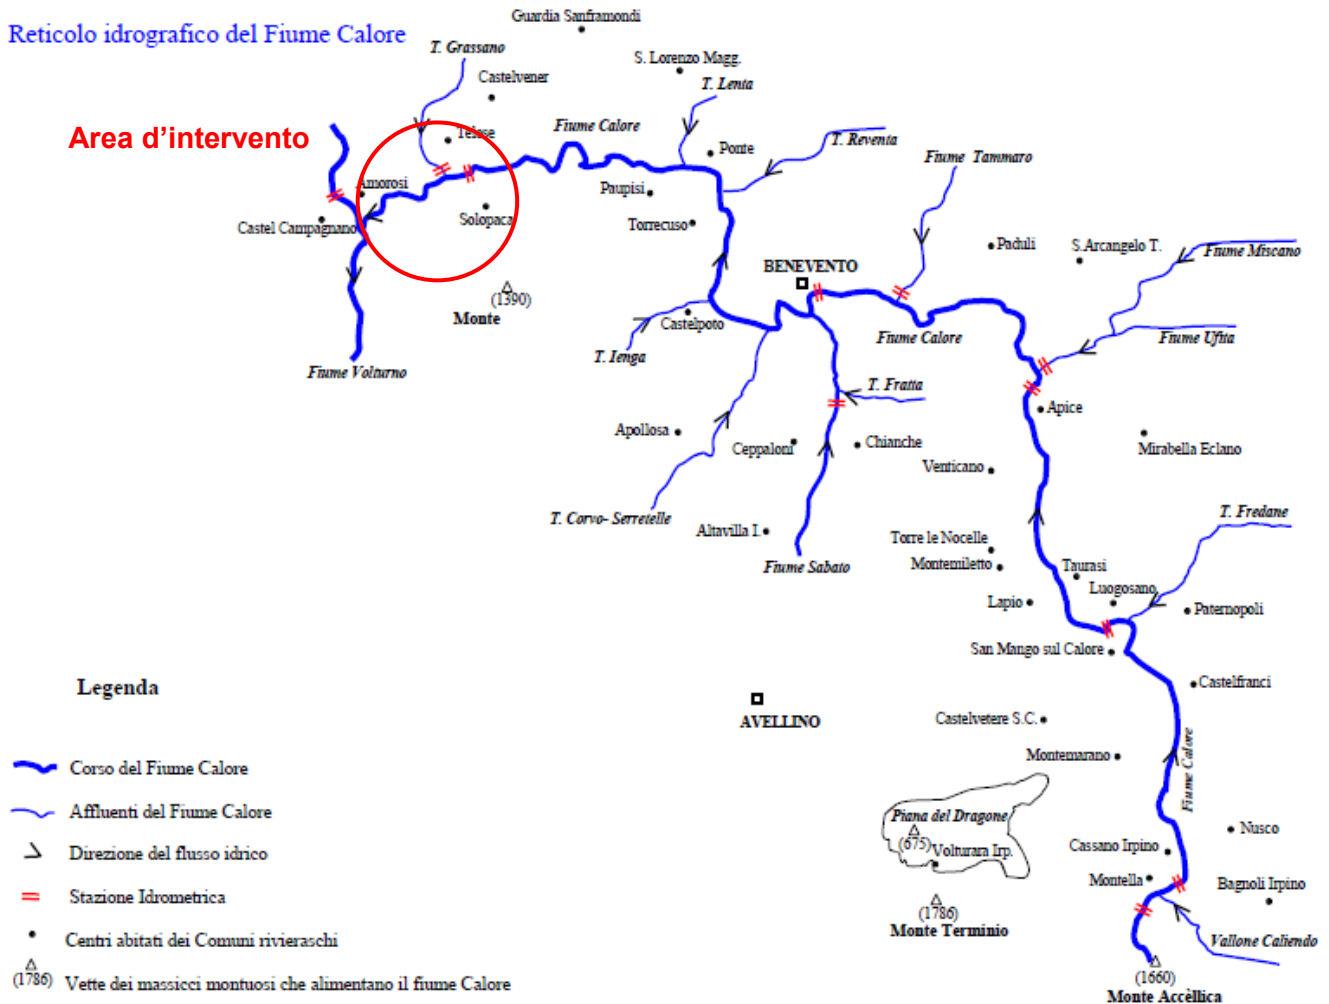 Reticolo idrografico del Fiume Calore
Guardia Sanframondi
T. Grassano
S. Lorenzo Magg.
Castelvener
T. Lenta
Area d'intervento
Telese
Fiume Calore
Ponte
T. Reventa
Fiume Tammaro
Amorosi
Paupisi
Solopaca
Castel Campagnano
Torrecuso
Paduli
S.Arcangelo T.
Fiume Miscano
BENEVENTO
(1390)
Monte
Castelpoto
Fiume Calore
Fiume Ufita
T. Ienga
Fiume Volturno
T. Fratta
Apice
Apollosa
Ceppaloni
Chianche
Mirabella Eclano
Venticano
T. Corvo- Serretelle
T. Fredane
Altavilla I.
Torre le Nocelle
Fiume Sabato
Montemiletto
Taurasi
Luogosano
Lapio
Paternopoli
San Mango sul Calore
Castelfranci
Legenda
AVELLINO
Castelvetere S.C.
Montemarano
Fiume Calore
Corso del Fiume Calore
Affluenti del Fiume Calore
Piana del Dragone
(675)
Volturara Irp.
Nusco
Cassano Irpino
Direzione del flusso idrico
Montella
Bagnoli Irpino
Stazione Idrometrica
(1786)
Monte Terminio
Centri abitati dei Comuni rivieraschi
Vallone Caliendo
(1660)
Monte Accèllica
(1786) Vette dei massicci montuosi che alimentano il fiume Calore